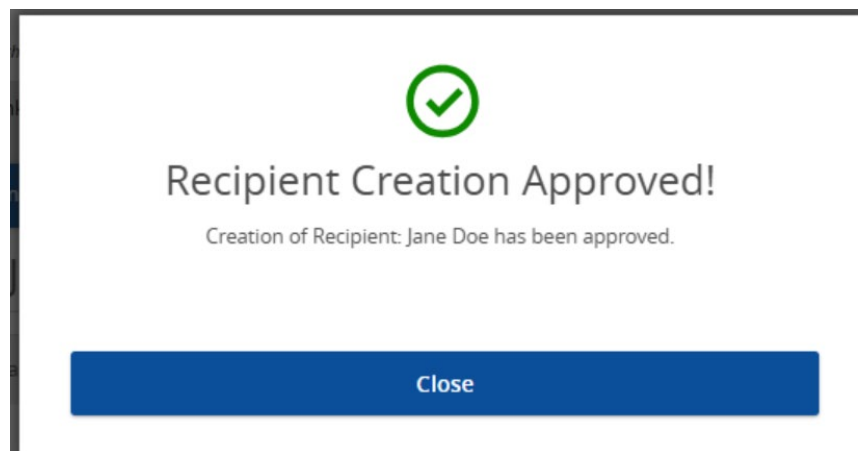 Recipient Creation Approved!
Creation of Recipient: Jane Doe has been approved.
Close